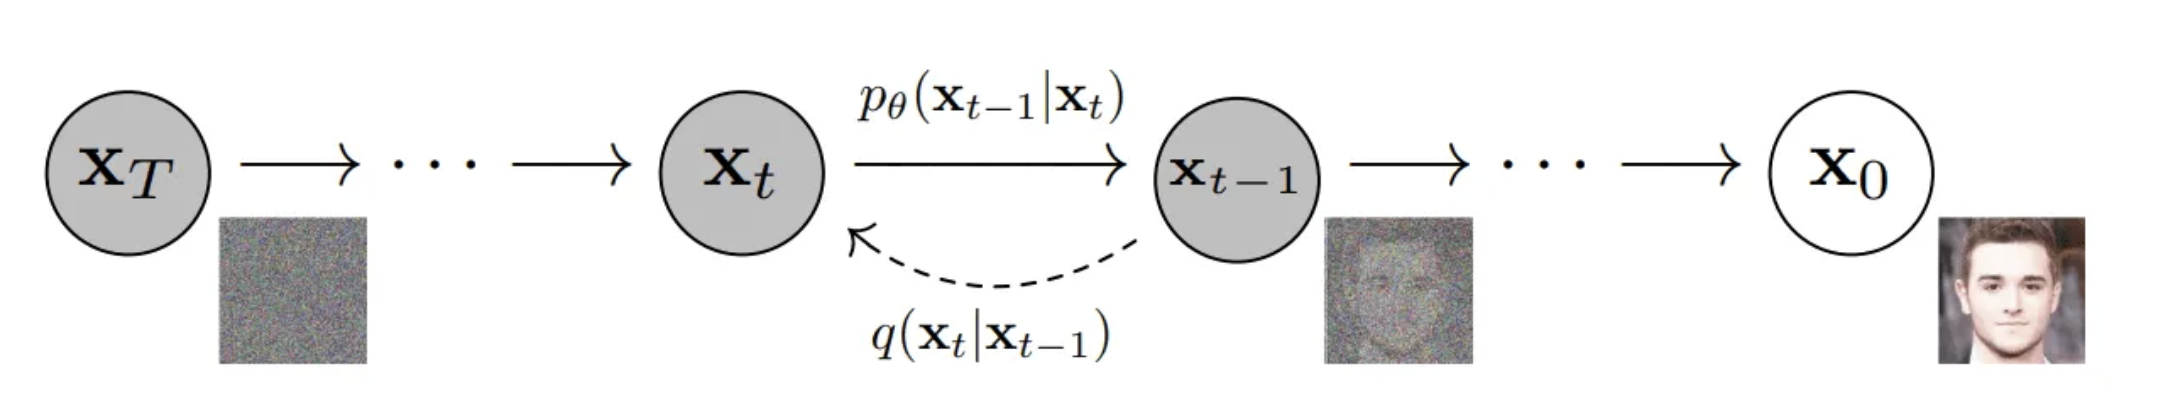 p_θ(x_{t−1}|x_t)
x_T → ··· → x_t → x_{t−1} → ··· → x_0
q(x_t|x_{t−1})